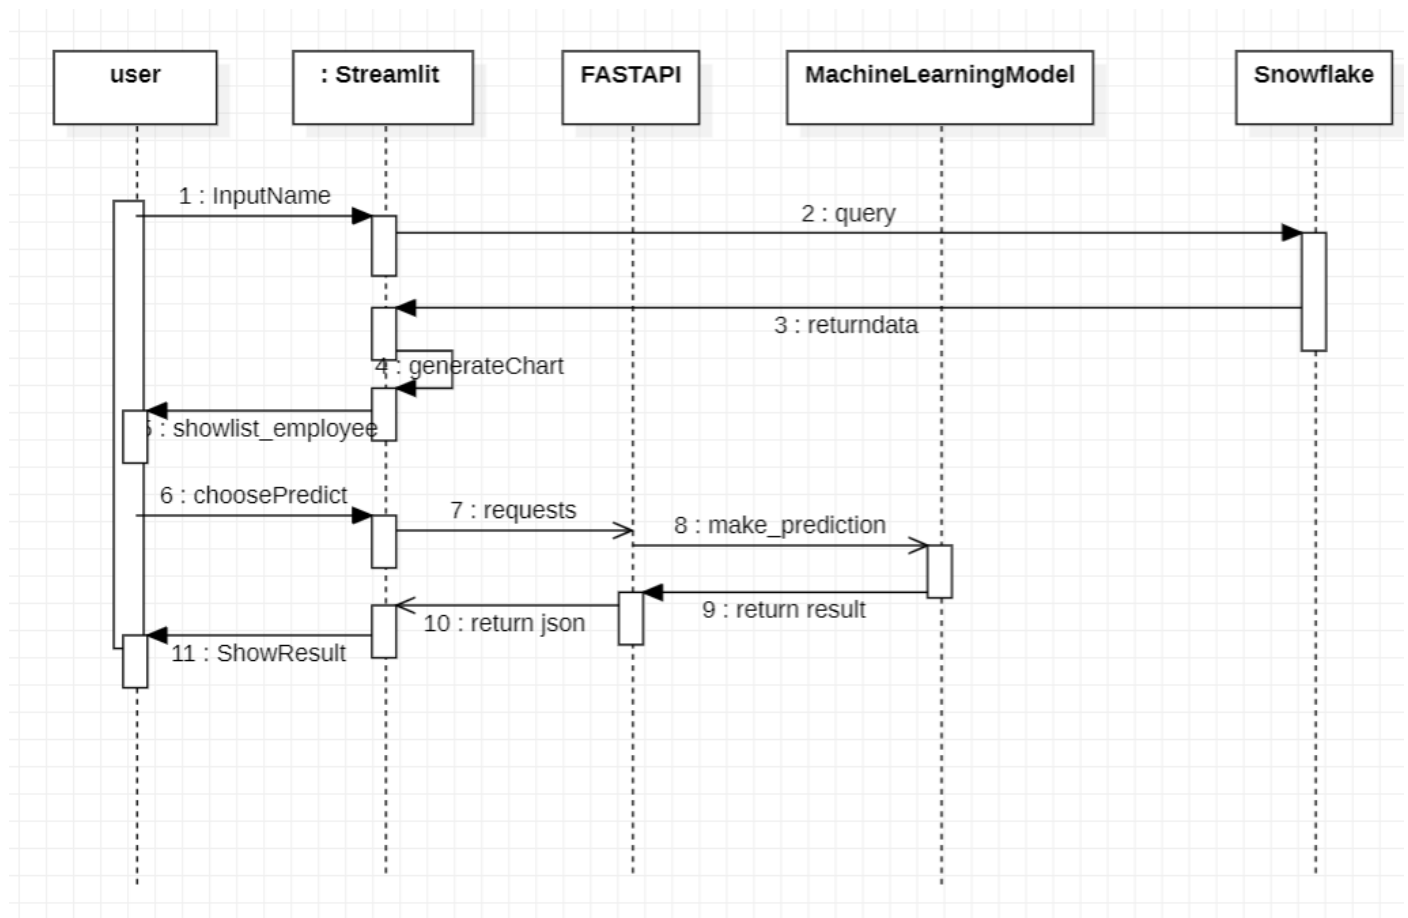 user
: Streamlit
FASTAPI
MachineLearningModel
Snowflake
1 : InputName
2 : query
3 : returndata
4 : generateChart
5 : showlist_employee
6 : choosePredict
7 : requests
8 : make_prediction
9 : return result
10 : return json
11 : ShowResult